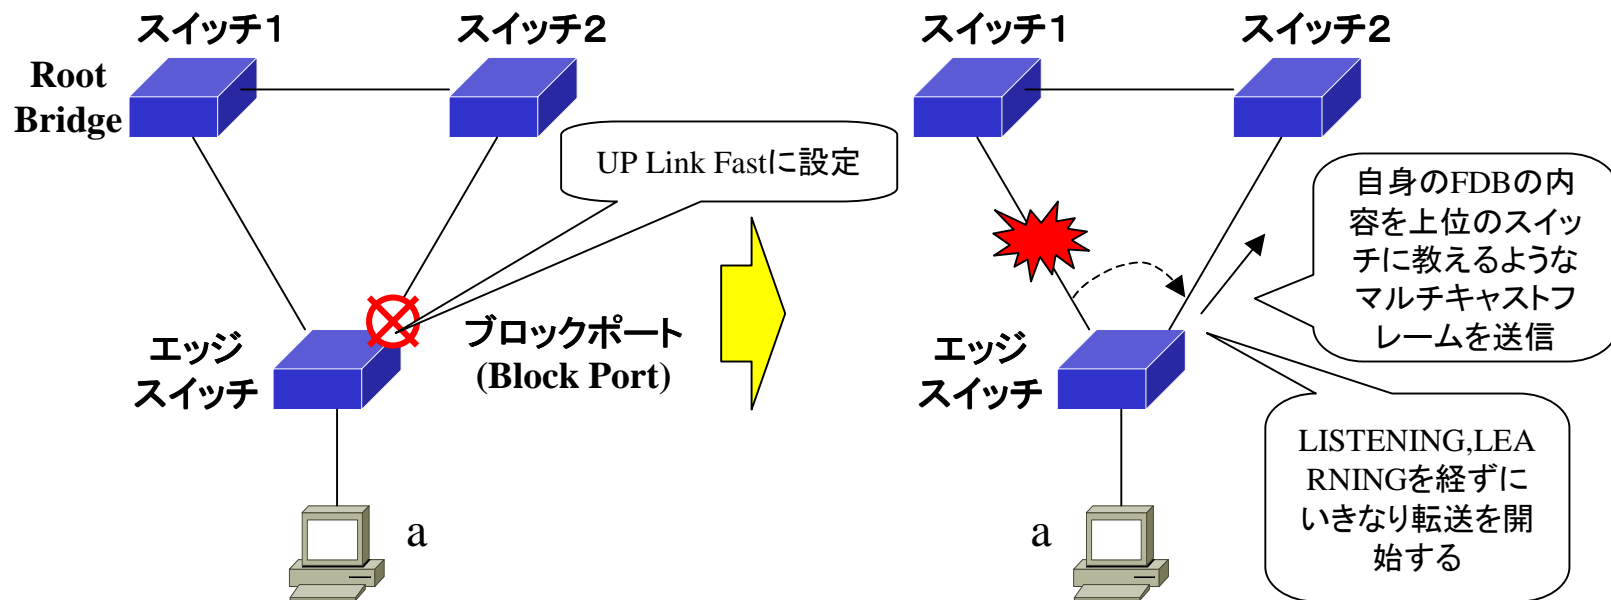 スイッチ１
スイッチ２
Root
Bridge
UP Link Fastに設定
エッジ
スイッチ
ブロックポート
(Block Port)
a
スイッチ1
スイッチ２
自身のFDBの内
容を上位のスイッ
チに教えるような
マルチキャストフ
レームを送信
エッジ
スイッチ
LISTENING,LEA
RNINGを経ずに
いきなり転送を開
始する
a